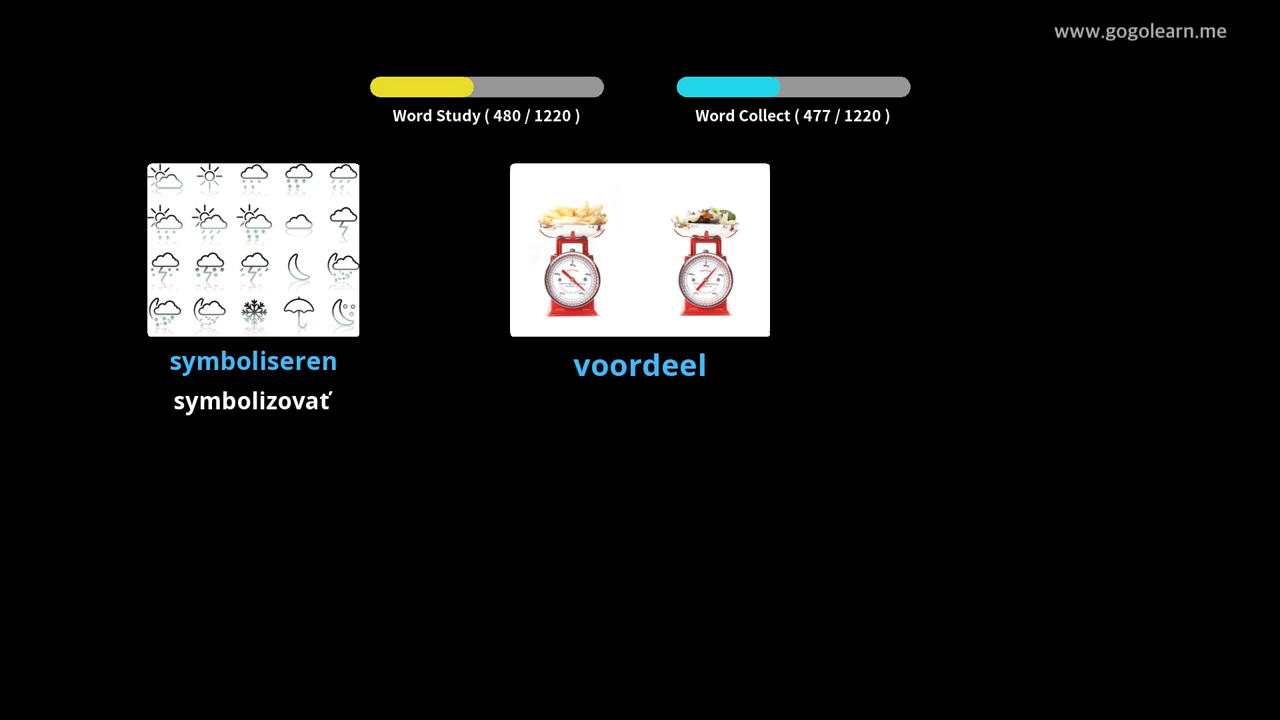 www.gogolearn.me
Word Study ( 480 / 1220 )
Word Collect ( 477 / 1220 )
symboliseren
symbolizovať
voordeel